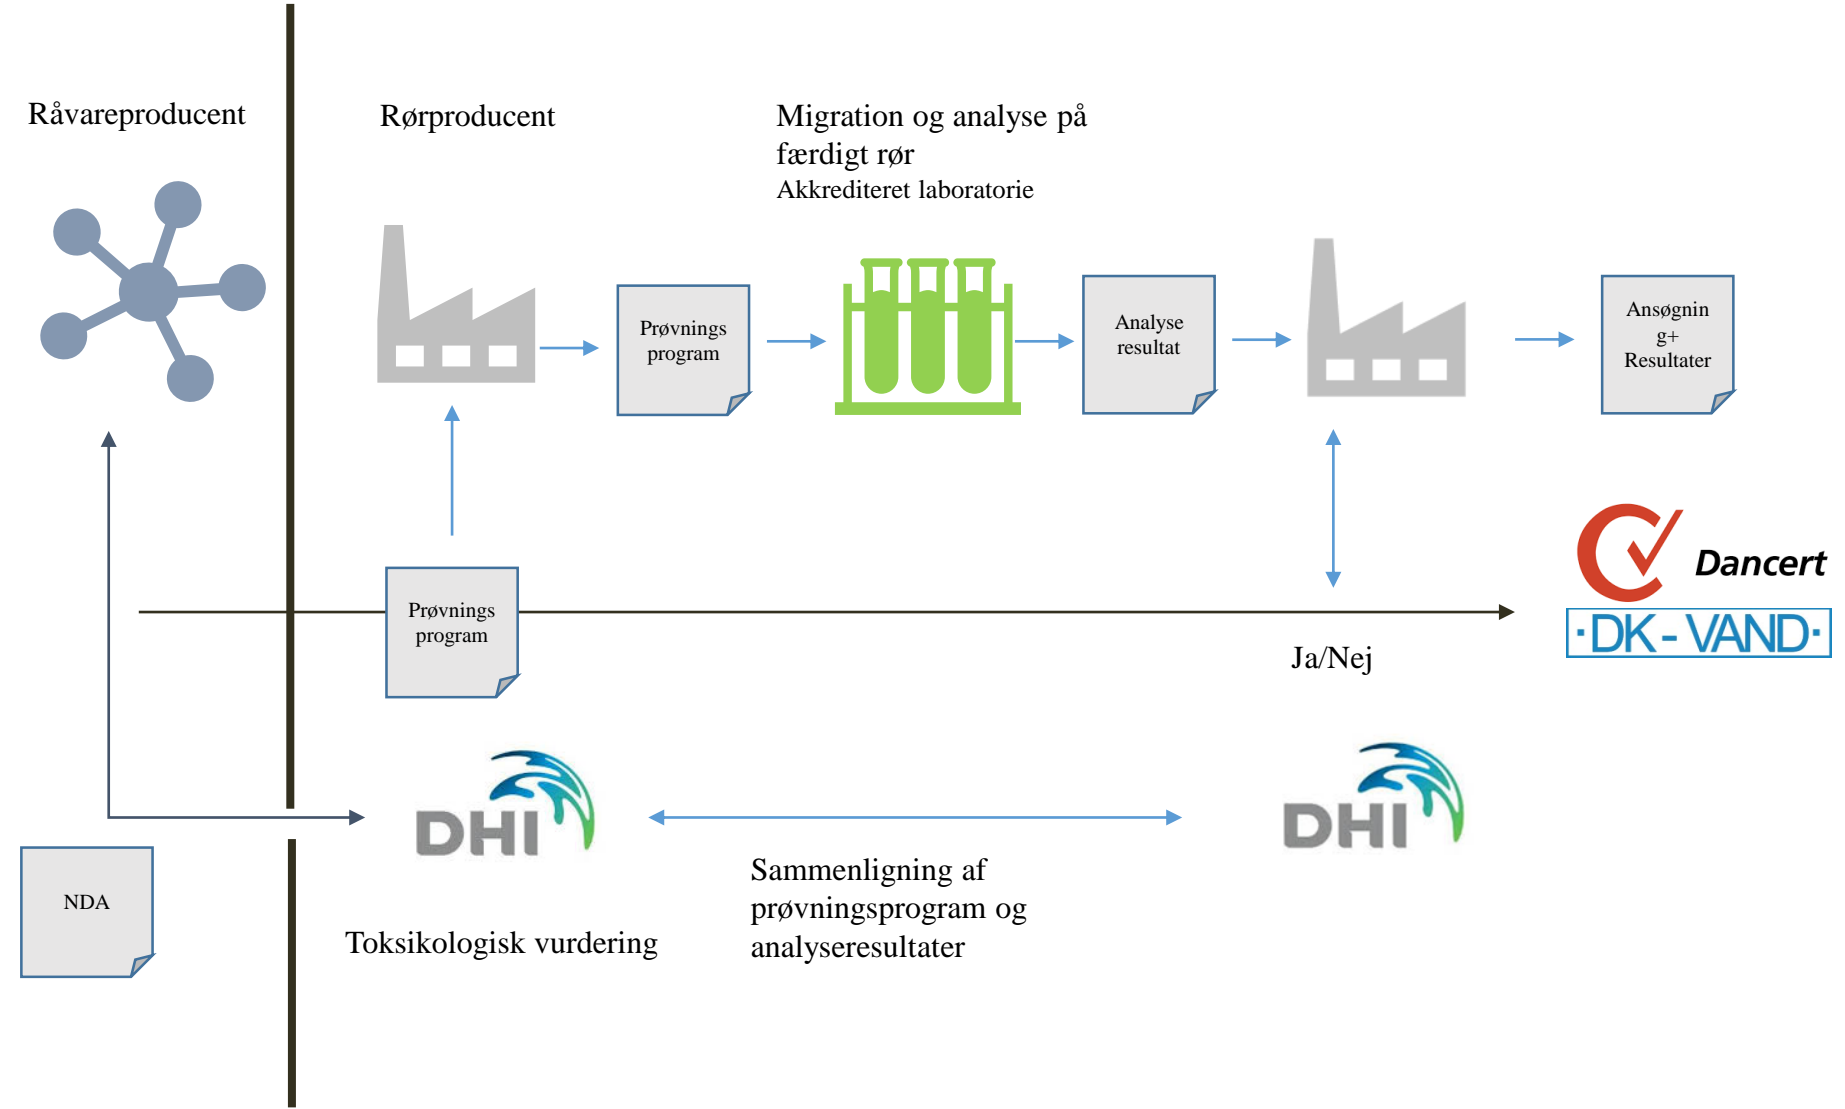 Råvareproducent
Rørproducent
Migration og analyse på
færdigt rør
Akkrediteret laboratorie
Prøvnings
program
Analyse
resultat
Ansøgnin
g+
Resultater
Prøvnings
program
Dancert
·DK-VAND·
Ja/Nej
DHI
DHI
NDA
Toksikologisk vurdering
Sammenligning af
prøvningsprogram og
analyseresultater